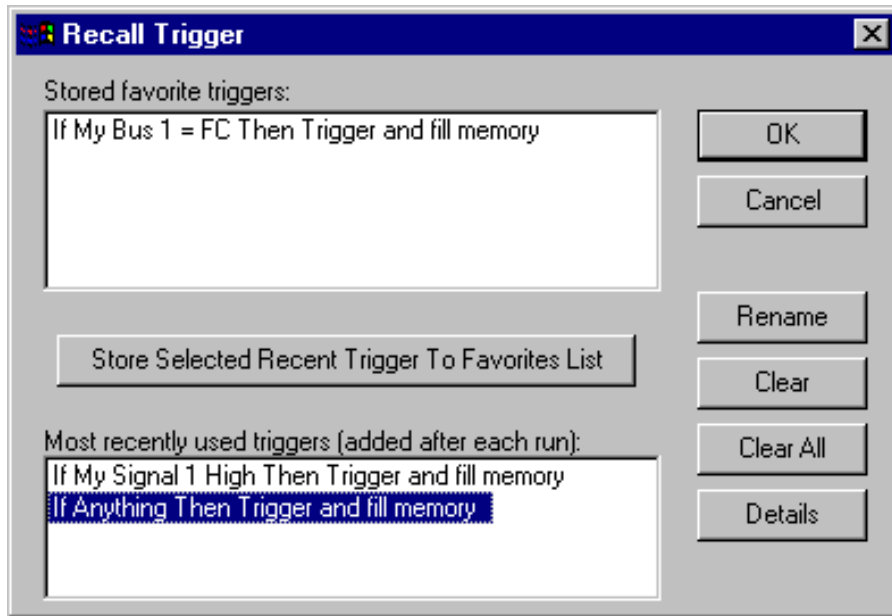 Recall Trigger
Stored favorite triggers:
If My Bus 1 = FC Then Trigger and fill memory
OK
Cancel
Rename
Store Selected Recent Trigger To Favorites List
Clear
Most recently used triggers (added after each run):
Clear All
If My Signal 1 High Then Trigger and fill memory
If Anything Then Trigger and fill memory
Details